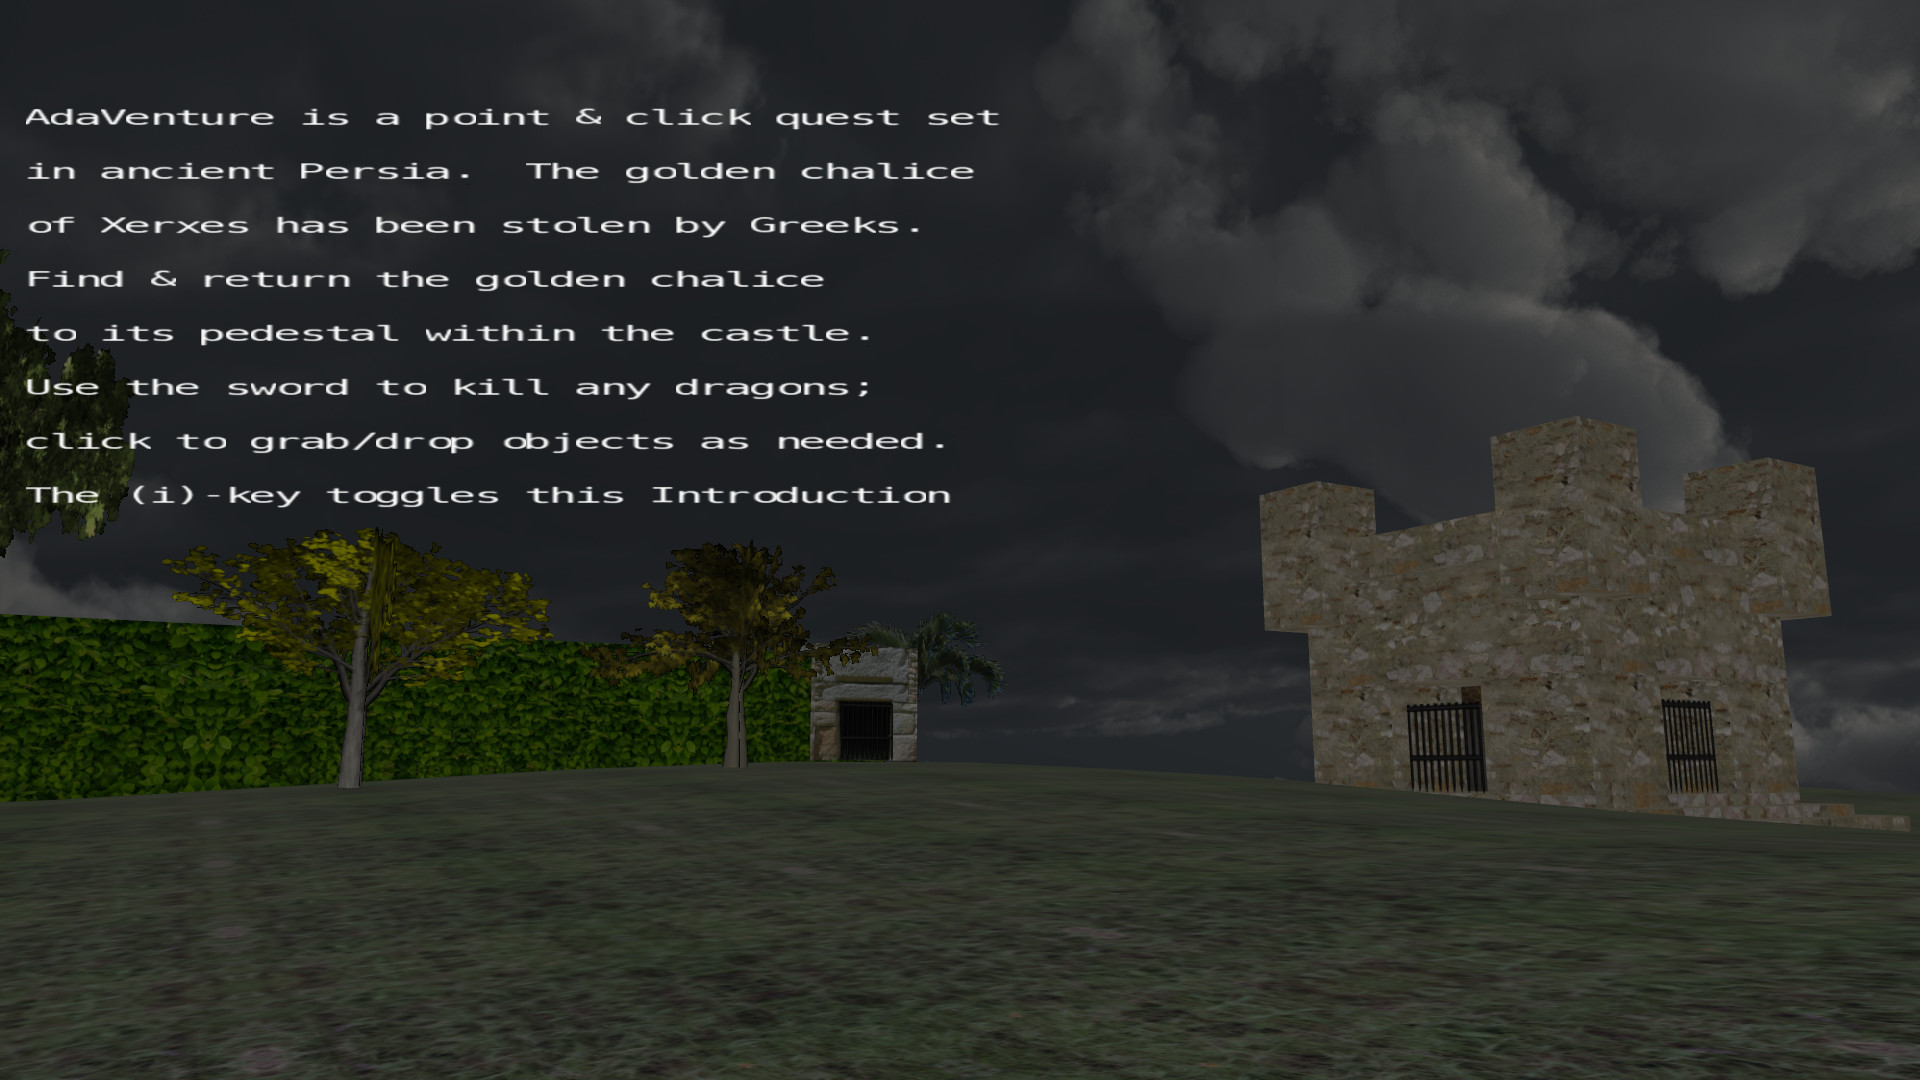 AdaVenture is a point & click quest set
in ancient Persia.  The golden chalice
of Xerxes has been stolen by Greeks.
Find & return the golden chalice
to its pedestal within the castle.
Use the sword to kill any dragons;
click to grab/drop objects as needed.
The (i)-key toggles this Introduction